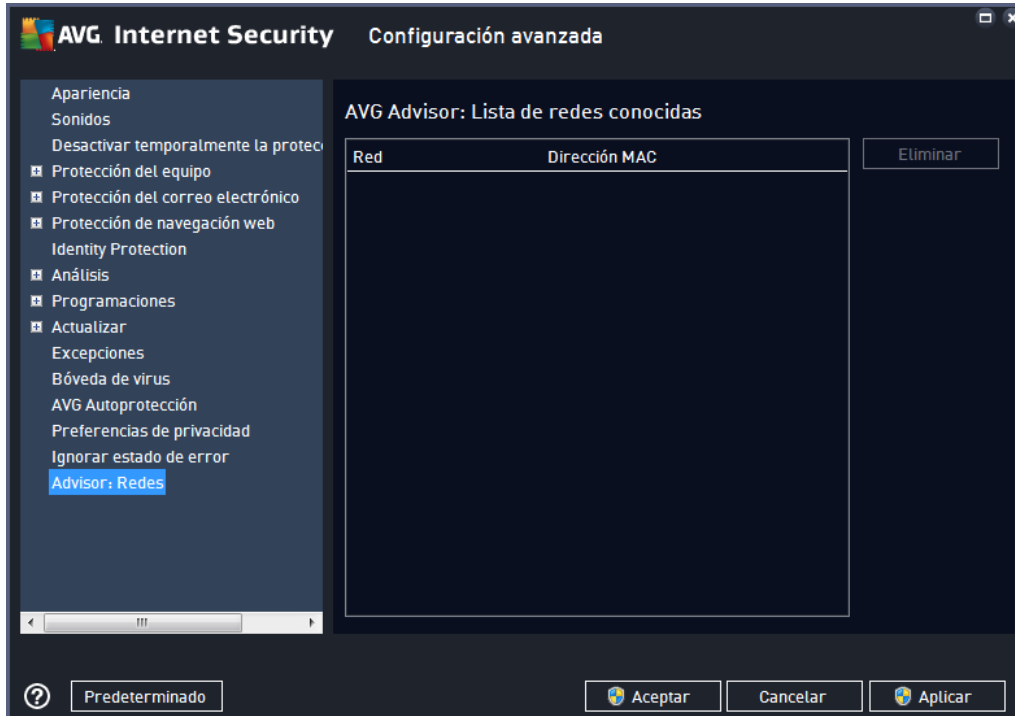 AVG. Internet Security Configuración avanzada
Apariencia
Sonidos
Desactivar temporalmente la protec
Protección del equipo
Protección del correo electrónico
Protección de navegación web
Identity Protection
Análisis
Programaciones
Actualizar
Excepciones
Bóveda de virus
AVG Autoprotección
Preferencias de privacidad
Ignorar estado de error
Advisor: Redes
AVG Advisor: Lista de redes conocidas
Red Dirección MAC
Eliminar
? Predeterminado Aceptar Cancelar Aplicar